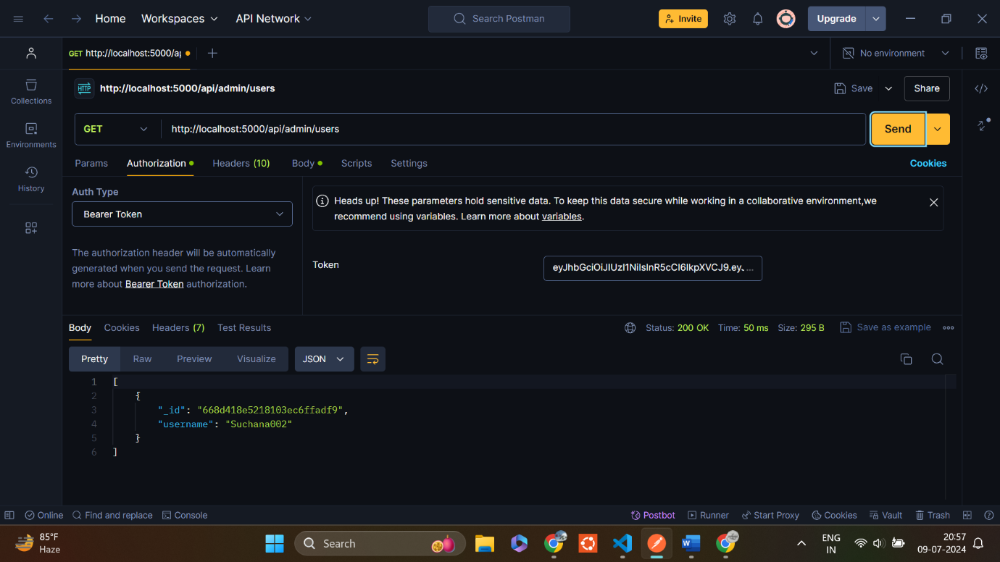 Home Workspaces API Network Search Postman Invite Upgrade
GET http://localhost:5000/ap No environment
HTTP http://localhost:5000/api/admin/users Save Share
GET http://localhost:5000/api/admin/users Send
Params Authorization Headers (10) Body Scripts Settings Cookies
Collections
Environments
History
Auth Type
Bearer Token
The authorization header will be automatically
generated when you send the request. Learn
more about Bearer Token authorization.
Heads up! These parameters hold sensitive data. To keep this data secure while working in a collaborative environment,we
recommend using variables. Learn more about variables.
Token eyJhbGciOiJIUzI1NiIsInR5cCI6IkpXVCJ9.eyJ...
Body Cookies Headers (7) Test Results Status: 200 OK Time: 50 ms Size: 295 B Save as example
Pretty Raw Preview Visualize JSON
1 [
2 {
3 "_id": "668d418e5218103ec6ffadf9",
4 "username": "Suchana002"
5 }
6 ]
Online Find and replace Console Postbot Runner Start Proxy Cookies Vault Trash
85°F
Haze
Search
ENG
IN
20:57
09-07-2024